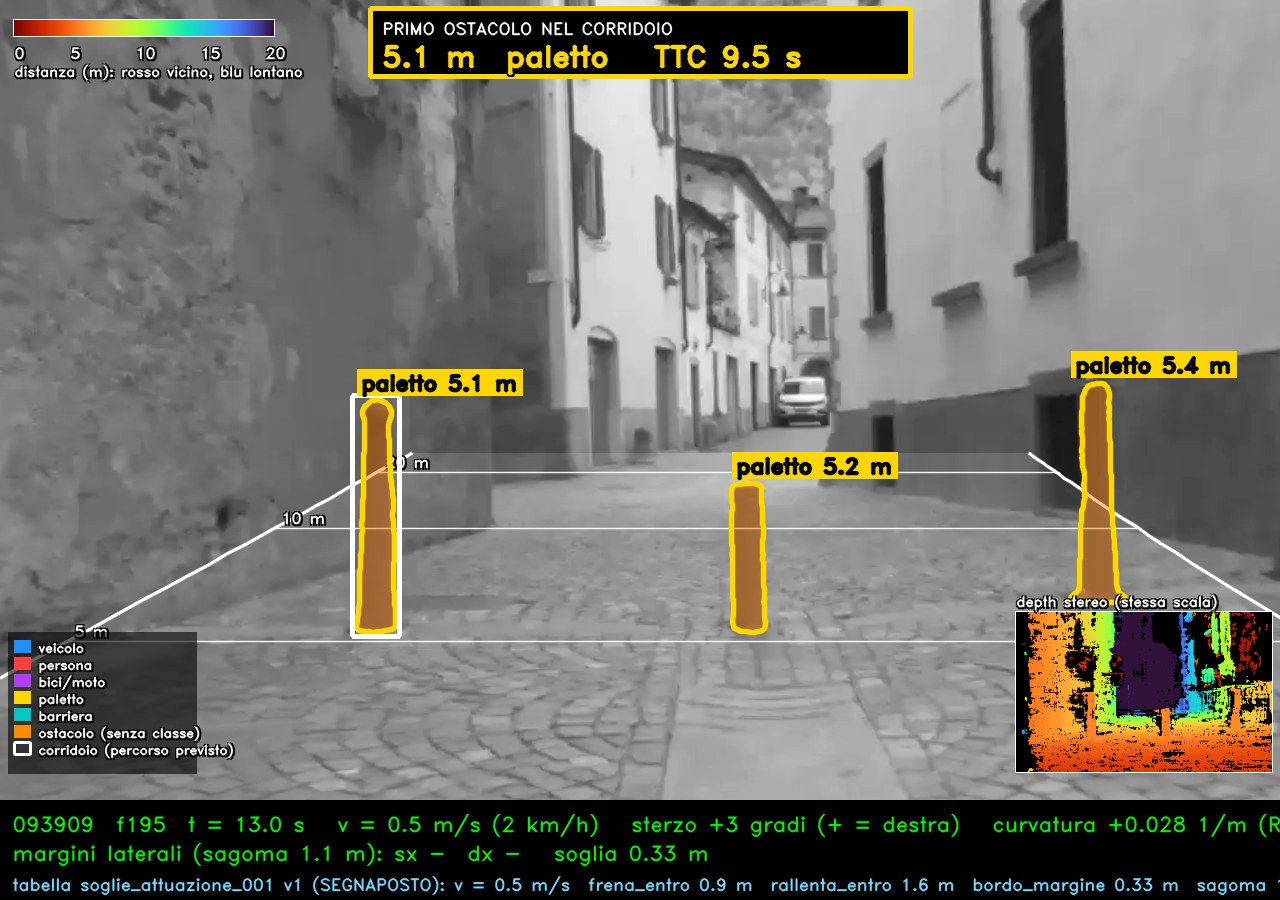 0 5 10 15 20
distanza (m): rosso vicino, blu lontano
PRIMO OSTACOLO NEL CORRIDOIO
5.1 m paletto TTC 9.5 s
paletto 5.4 m
paletto 5.1 m
paletto 5.2 m
20 m
10 m
5 m
depth stereo (stessa scala)
veicolo
persona
bici/moto
paletto
barriera
ostacolo (senza classe)
corridoio (percorso previsto)
093909 f195 t = 13.0 s v = 0.5 m/s (2 km/h) sterzo +3 gradi (+ = destra) curvatura +0.028 1/m (R
margini laterali (sagoma 1.1 m): sx - dx - soglia 0.33 m
tabella soglie_attuazione_001 v1 (SEGNAPOSTO): v = 0.5 m/s frena_entro 0.9 m rallenta_entro 1.6 m bordo_margine 0.33 m sagoma